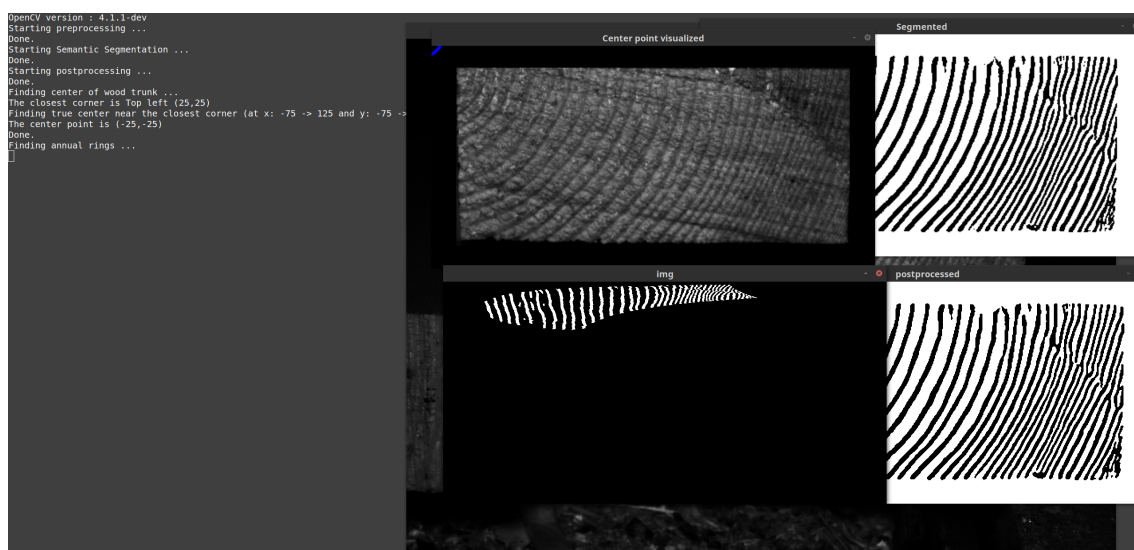 OpenCV version : 4.1.1-dev
Starting preprocessing ...
Done.
Starting Semantic Segmentation ...
Done.
Starting postprocessing ...
Done.
Finding center of wood trunk ...
The closest corner is Top left (25,25)
Finding true center near the closest corner (at x: -75 -> 125 and y: -75 ->
The center point is (-25,-25)
Done.
Finding annual rings ...
Center point visualized
Segmented
img
postprocessed